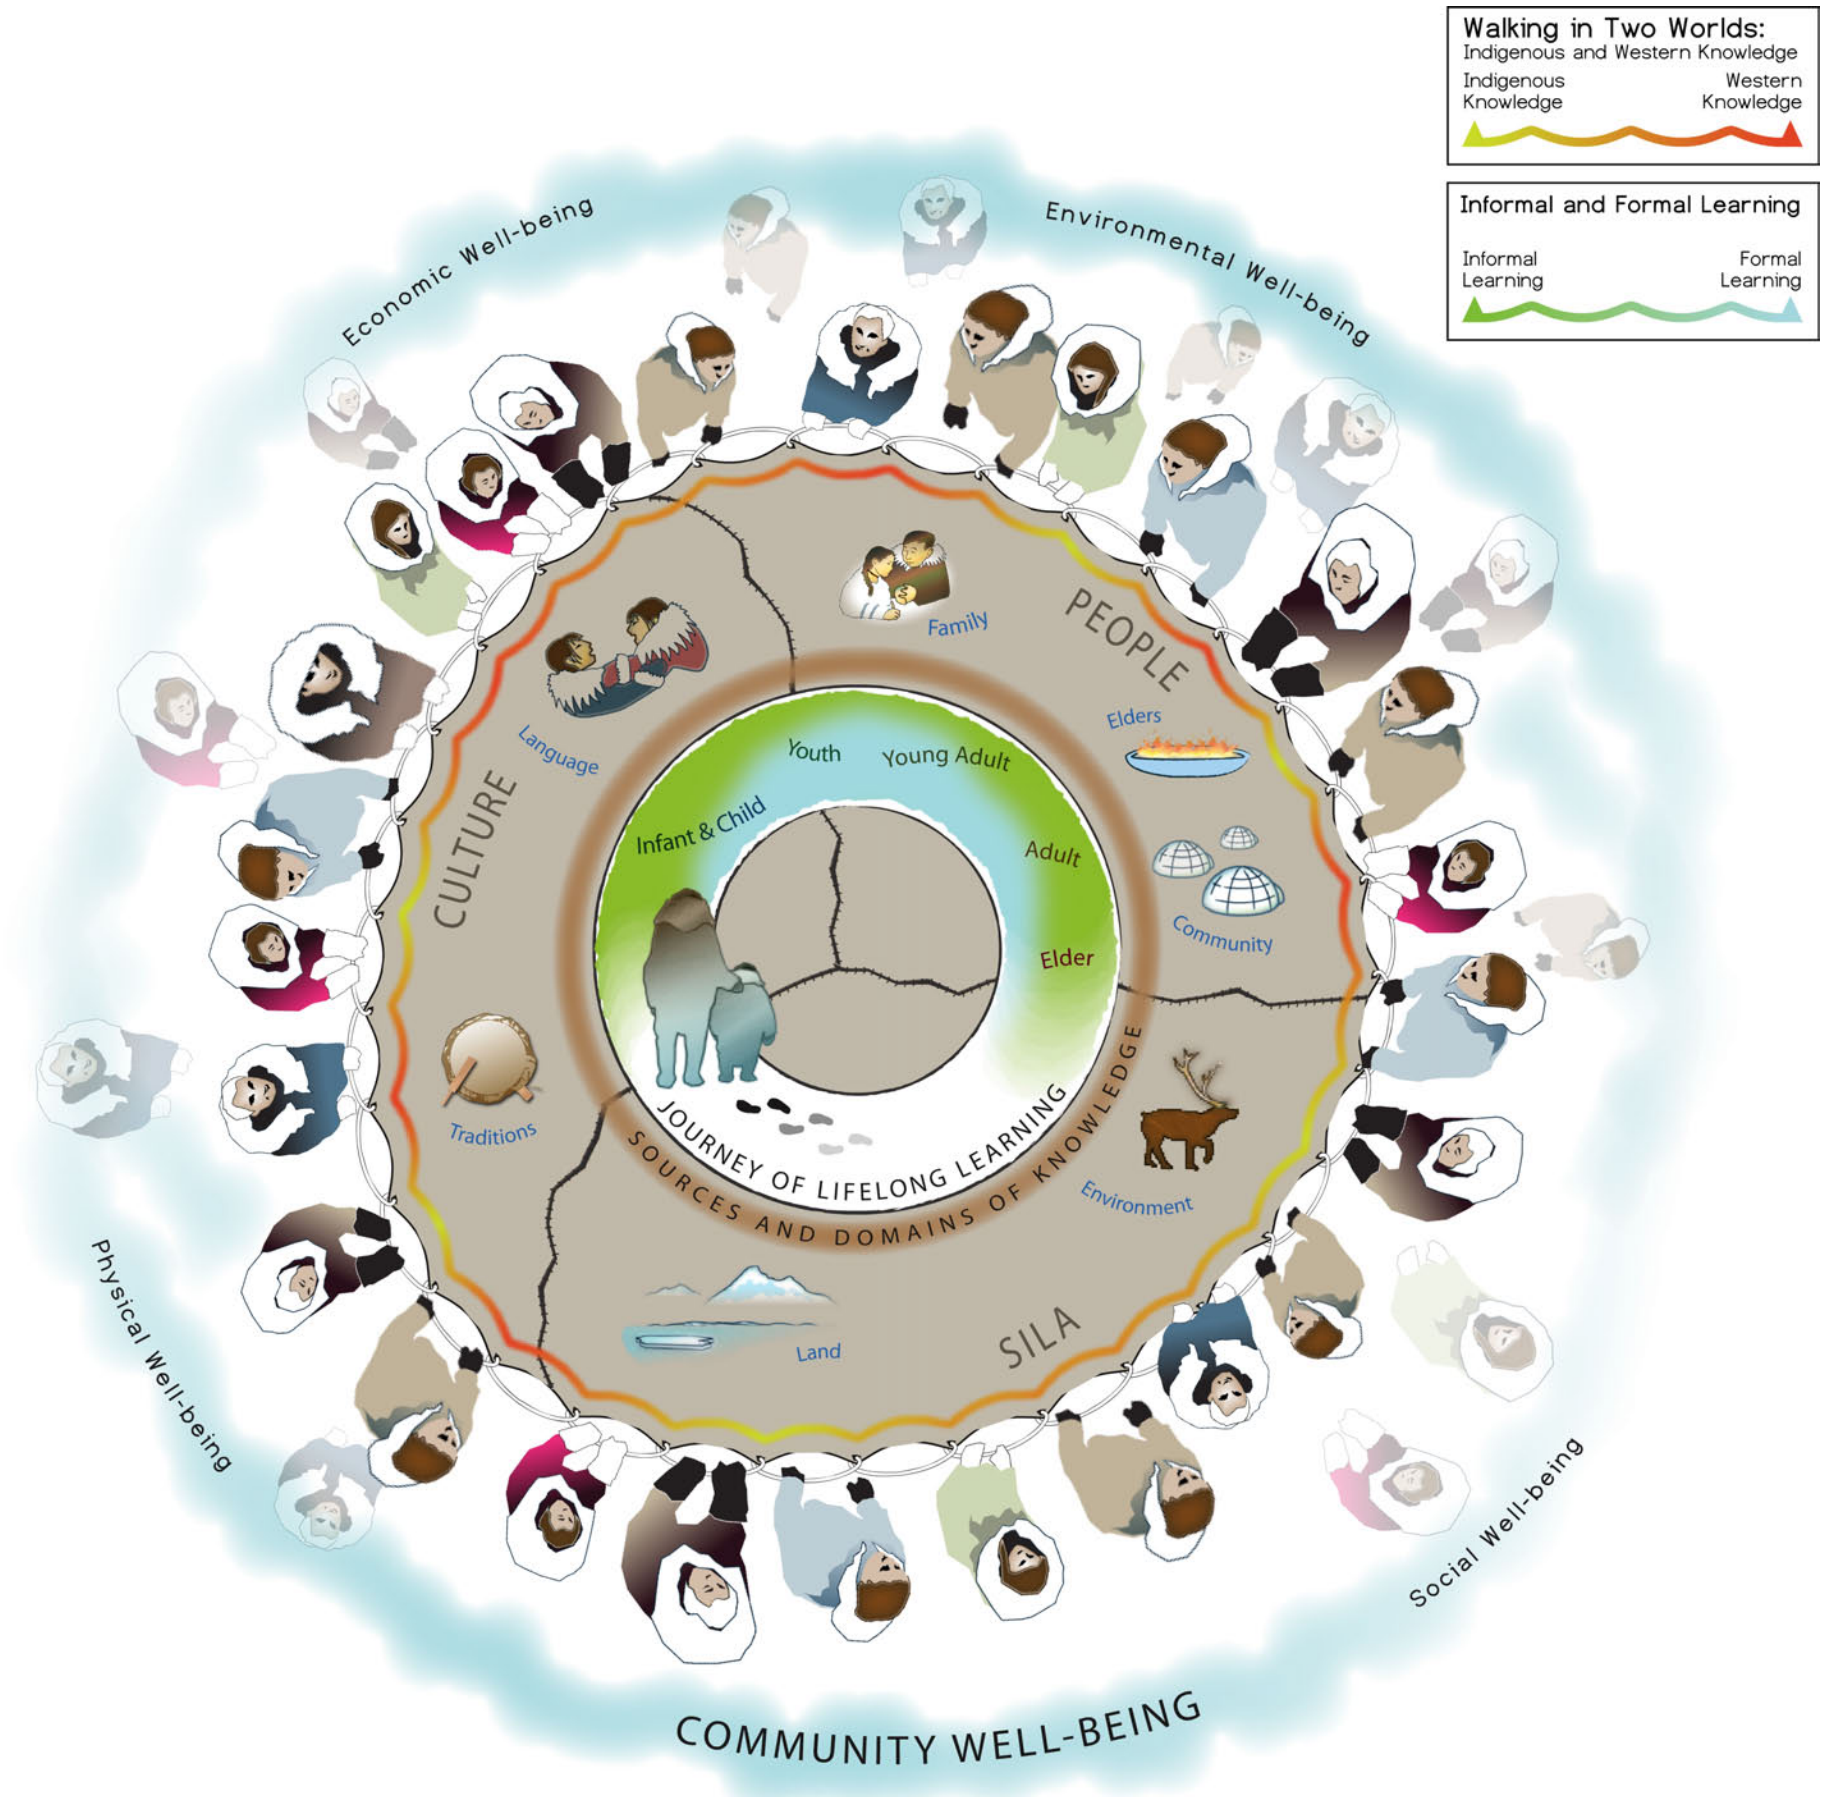 Walking in Two Worlds:
Indigenous and Western Knowledge
Indigenous
Knowledge
Western
Knowledge
Informal and Formal Learning
Informal
Learning
Formal
Learning
Economic Well-being
Environmental Well-being
PEOPLE
Family
Elders
Community
Language
CULTURE
Traditions
Youth
Young Adult
Infant & Child
Adult
Elder
JOURNEY OF LIFELONG LEARNING
SOURCES AND DOMAINS OF KNOWLEDGE
Environment
Land
SILA
Physical Well-being
Social Well-being
COMMUNITY WELL-BEING